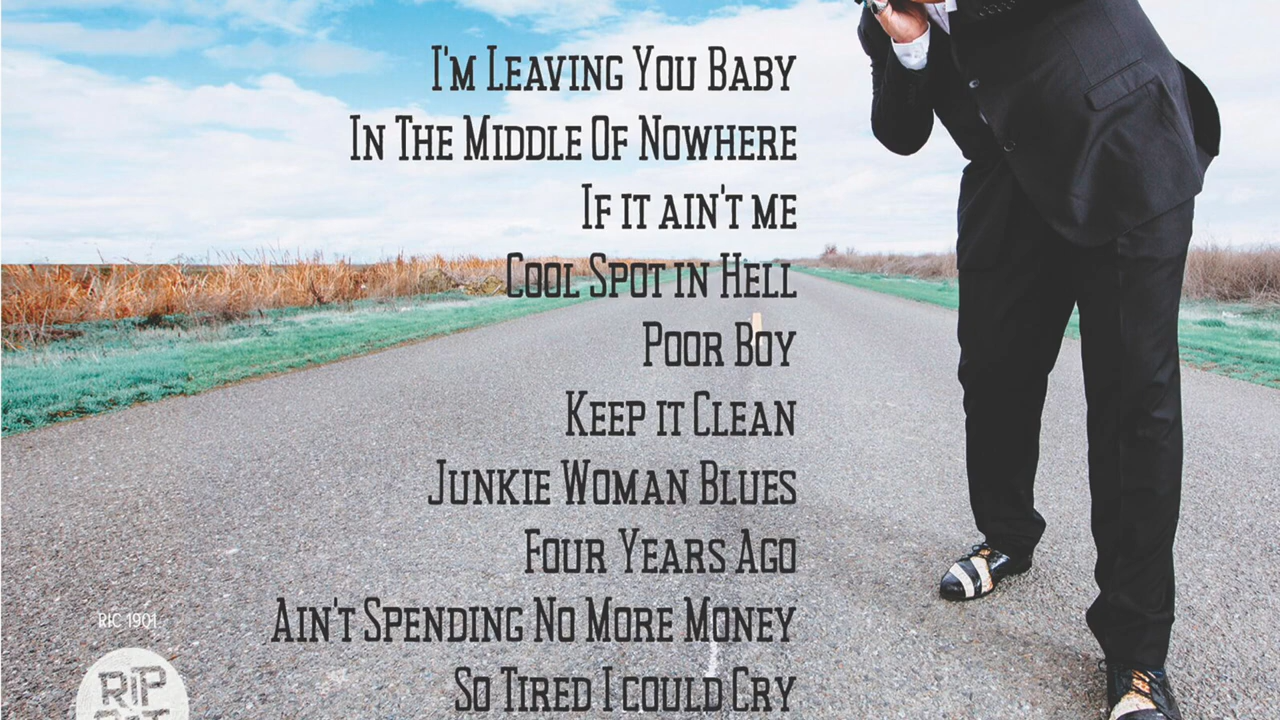 I'm Leaving You Baby
In The Middle Of Nowhere
If it ain't me
Cool Spot in Hell
Poor Boy
Keep it Clean
Junkie Woman Blues
Four Years Ago
Ain't Spending No More Money
So Tired I could Cry
RIC 1901
RIP